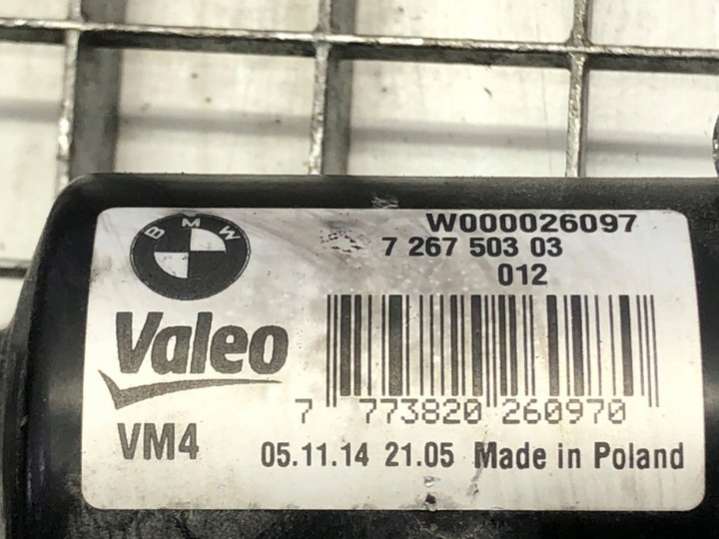 BMW
W000026097
7 267 503 03
012
Valeo
7 773820 260970
VM4
05.11.14 21.05 Made in Poland